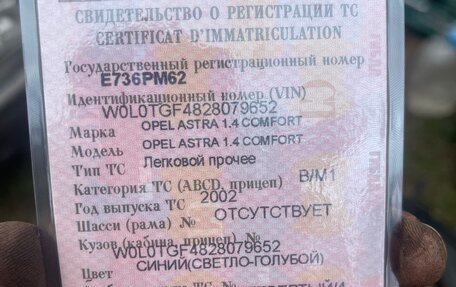 СВИДЕТЕЛЬСТВО О РЕГИСТРАЦИИ ТС
CERTIFICAT D'IMMATRICULATION
Государственный регистрационный номер
Е736РМ62
Идентификационный номер (VIN)
W0L0TGF4828079652
Марка OPEL ASTRA 1.4 COMFORT
Модель OPEL ASTRA 1.4 COMFORT
Тип ТС Легковой прочее
Категория ТС (ABCD, прицеп) B/M1
Год выпуска ТС 2002
Шасси (рама) № ОТСУТСТВУЕТ
Кузов (кабина, прицеп) №
W0L0TGF4828079652
Цвет СИНИЙ(СВЕТЛО-ГОЛУБОЙ)